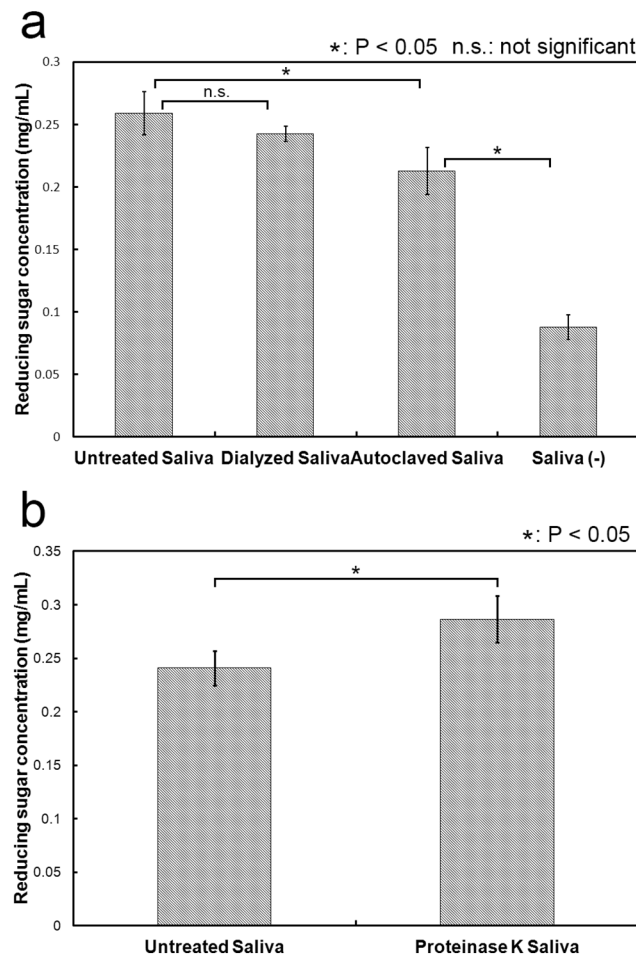 a
*: P < 0.05 n.s.: not significant
Reducing sugar concentration (mg/mL)
0.3
0.25
0.2
0.15
0.1
0.05
0
*
n.s.
*
Untreated Saliva Dialyzed Saliva Autoclaved Saliva Saliva (-)
b
*: P < 0.05
Reducing sugar concentration (mg/mL)
0.35
0.3
0.25
0.2
0.15
0.1
0.05
0
*
Untreated Saliva Proteinase K Saliva